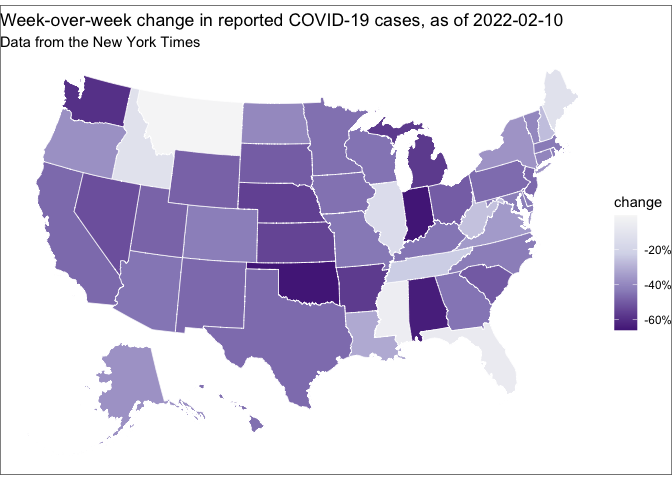 Week-over-week change in reported COVID-19 cases, as of 2022-02-10
Data from the New York Times
change
-20%
-40%
-60%